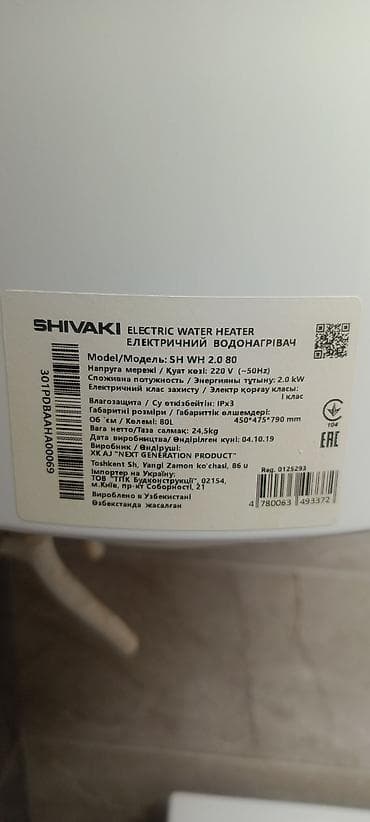 SHIVAKI ELECTRIC WATER HEATER
ЕЛЕКТРИЧНИЙ ВОДОНАГРІВАЧ
Model/Модель: SH WH 2.0 80
Напруга мережі / Қуат көзі: 220 V (~50Hz)
Споживна потужность / Энергияны тұтыну: 2.0 kW
Електричний клас захисту / Электр қорғау класы:
I клас
Влагозащита / Су өткізбейтін: IPx3
Габаритні розміри / Габариттік өлшемдері:
450*475*790 mm
Об`єм / Көлемі: 80L
Вага нетто/Таза салмақ: 24,5kg
Дата виробництва/Өндірілген күні: 04.10.19
Виробник / Өндіруші:
XK AJ "NEXT GENERATION PRODUCT"
Toshkent Sh, Yangi Zamon ko'chasi, 86 u
Імпортер на Україну:
ТОВ "ТПК Будконструкції", 02154,
м.Київ, пр-кт Соборності, 21
Вироблено в Узбекистані
Өзбекстанда жасалған
301PDBAAHA00069
104
EAC
Rag. 0125293
4 780063 493372